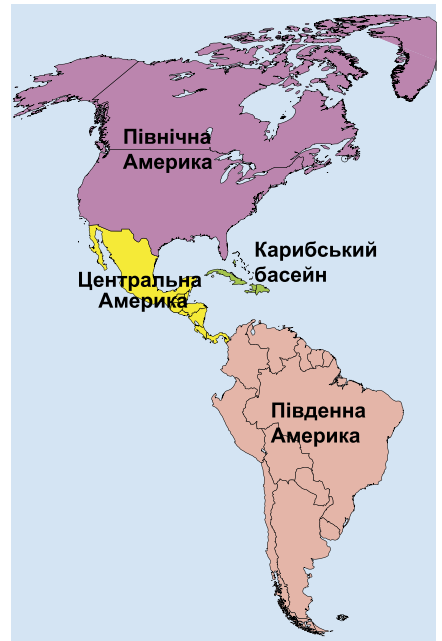 Північна
Америка
Карибський
басейн
Центральна
Америка
Південна
Америка